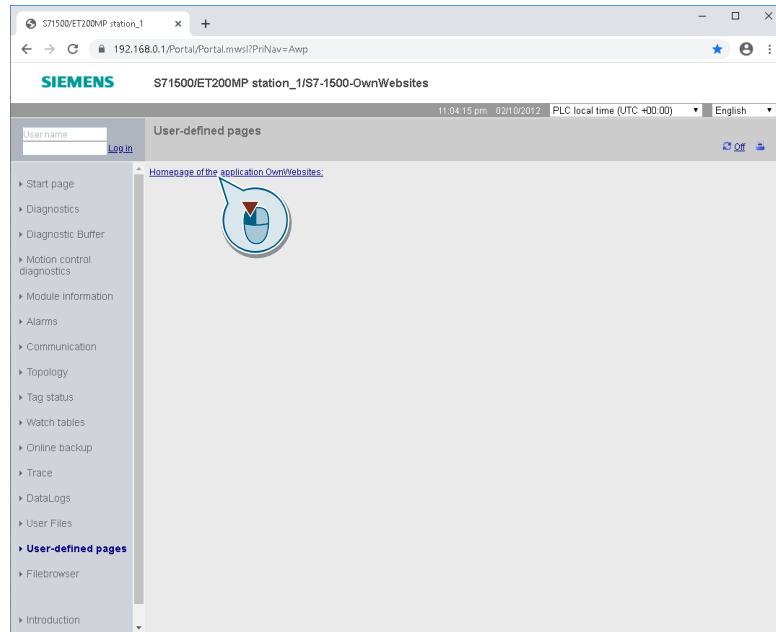 S71500/ET200MP station_1
192.168.0.1/Portal/Portal.mwsl?PriNav=Awp
SIEMENS
S71500/ET200MP station_1/S7-1500-OwnWebsites
11:04:15 pm 02/10/2012 PLC local time (UTC +00:00) English
User name
Log in
User-defined pages
Off
Homepage of the application OwnWebsites:
Start page
Diagnostics
Diagnostic Buffer
Motion control
diagnostics
Module information
Alarms
Communication
Topology
Tag status
Watch tables
Online backup
Trace
DataLogs
User Files
User-defined pages
Filebrowser
Introduction